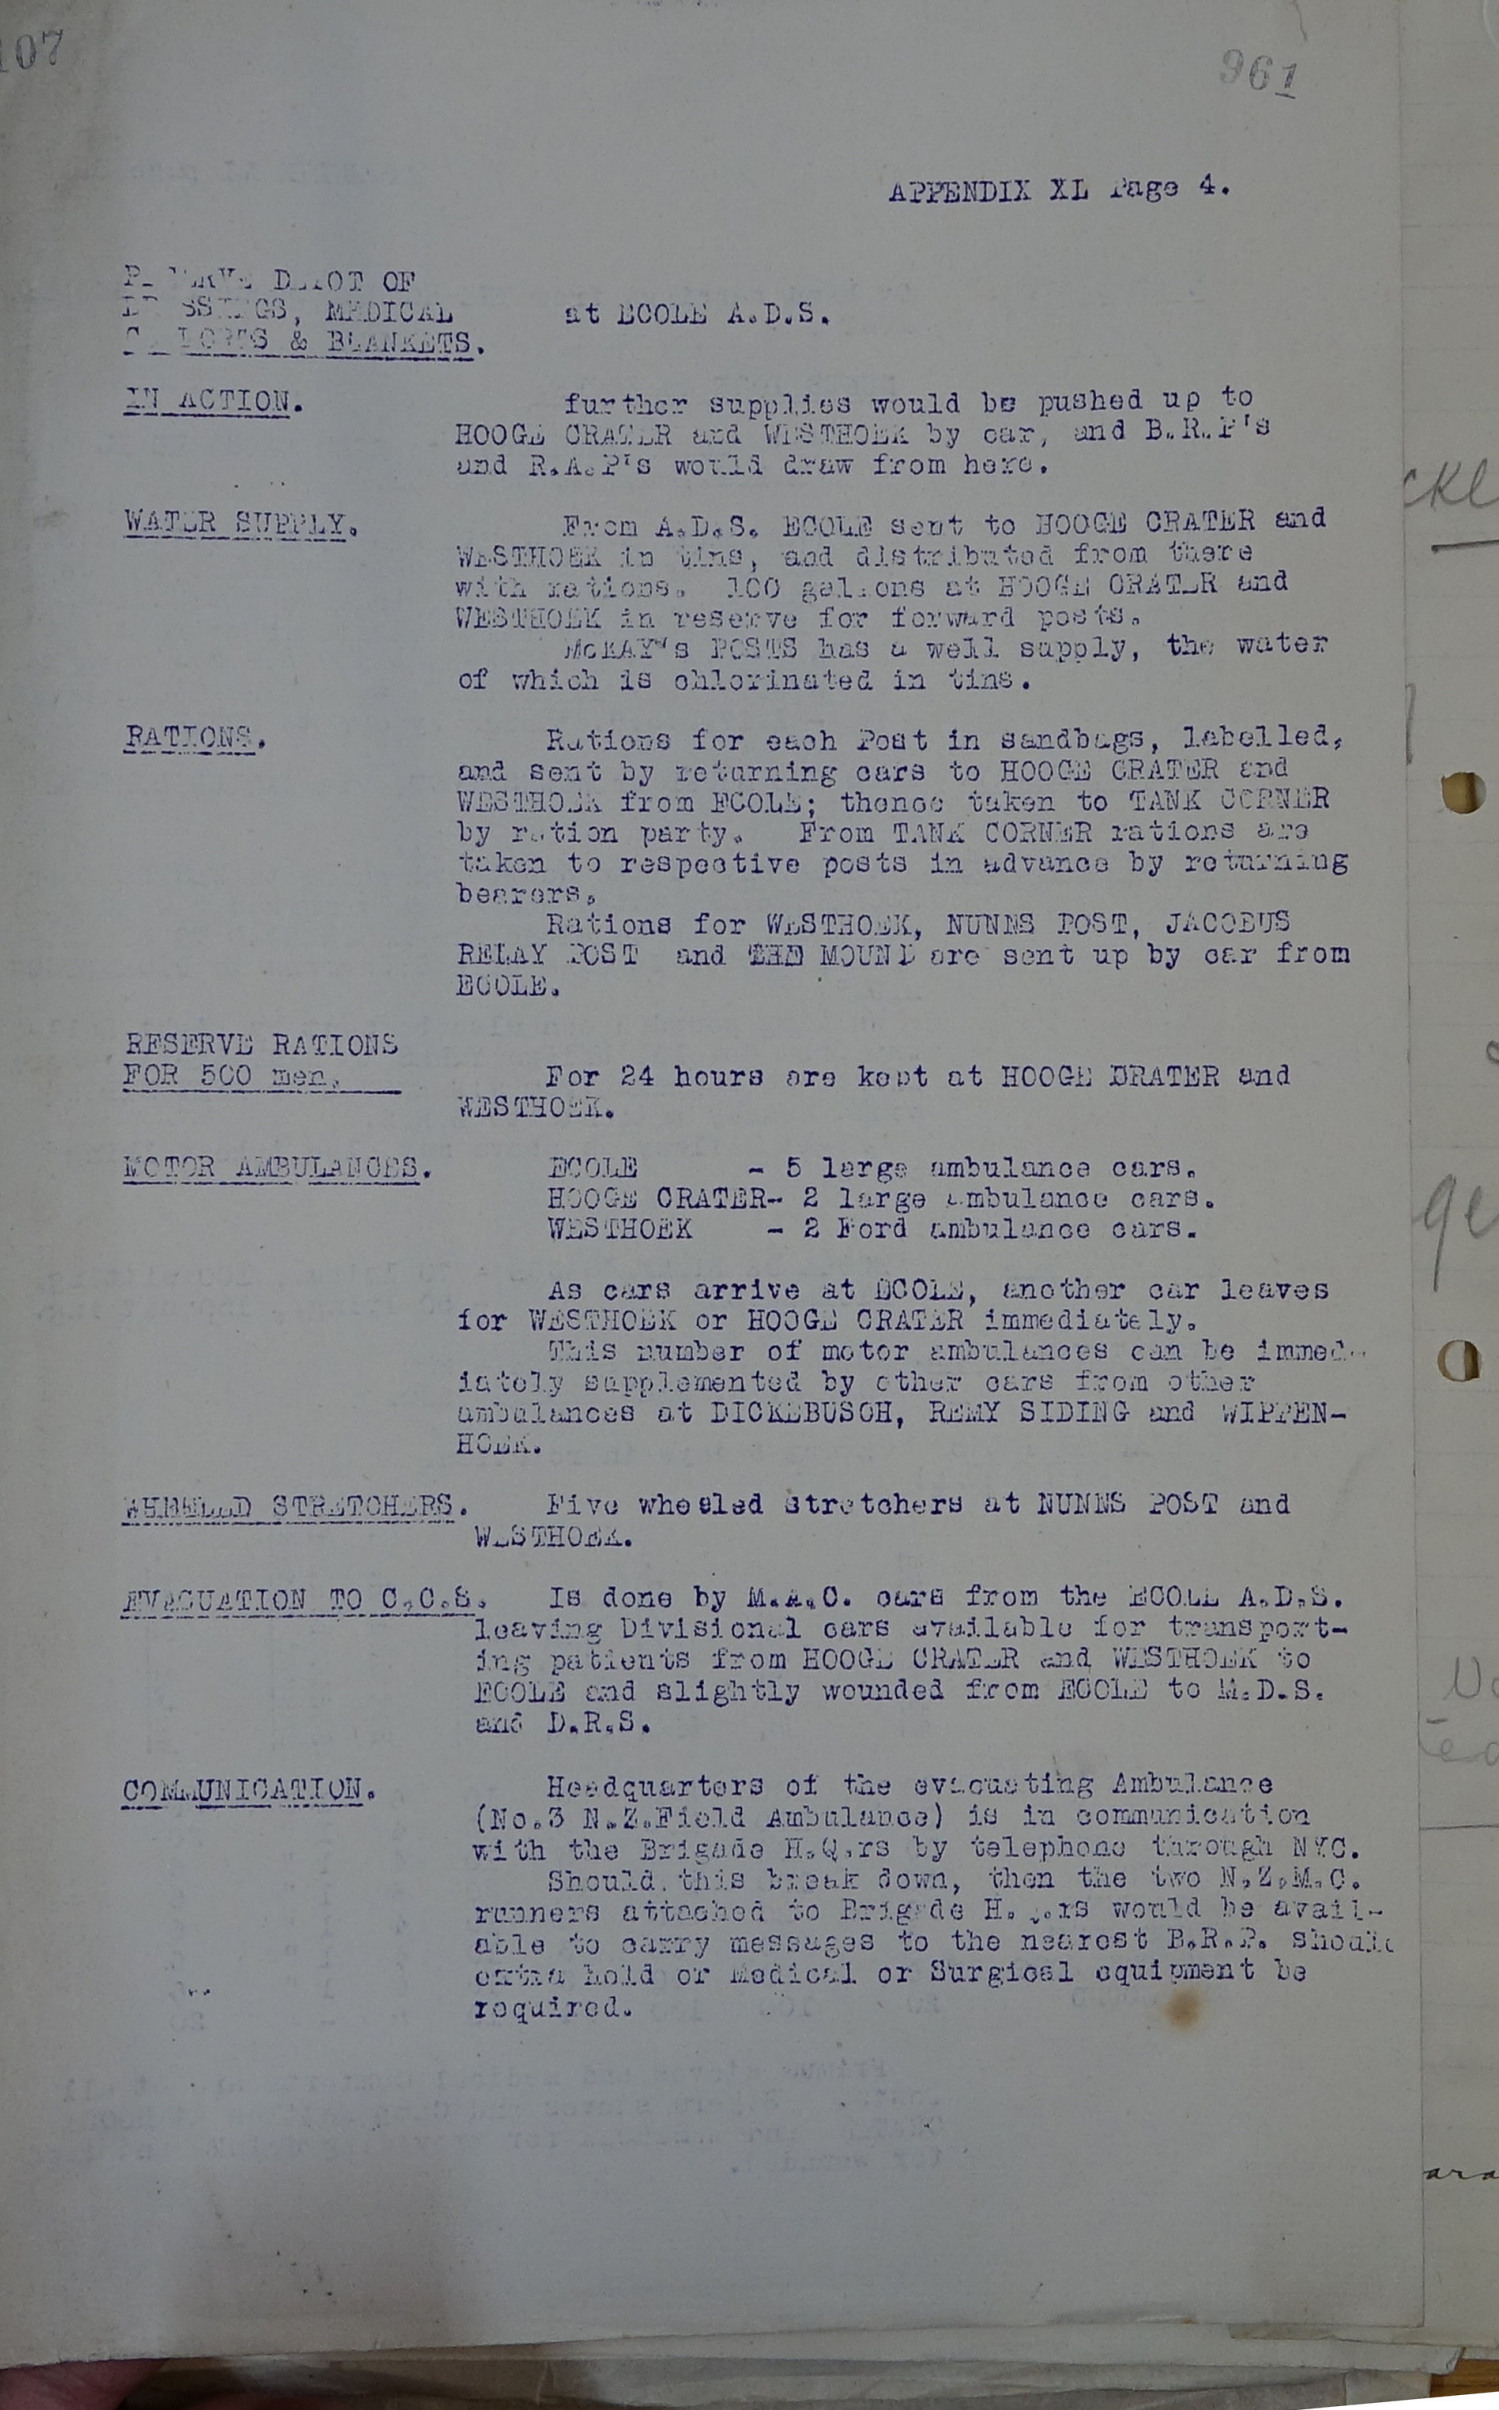 107
961
APPENDIX XL Page 4.
RESERVE DEPOT OF
DRESSINGS, MEDICAL at ECOLE A.D.S.
COMFORTS & BLANKETS.
IN ACTION. further supplies would be pushed up to
HOOGE CRATER and WESTHOEK by car, and B.R.P's
and R.A.P's would draw from here.
WATER SUPPLY. From A.D.S. ECOLE sent to HOOGE CRATER and
WESTHOEK in tins, and distributed from there
with rations. 100 gallons at HOOGE CRATER and
WESTHOEK in reserve for forward posts.
McKAY"s POSTS has a well supply, the water
of which is chlorinated in tins.
RATIONS. Rations for each Post in sandbags, labelled,
and sent by returning cars to HOOGE CRATER and
WESTHOEK from ECOLE; thence taken to TANK CORNER
by ration party. From TANK CORNER rations are
taken to respective posts in advance by returning
bearers.
Rations for WESTHOEK, NUNNS POST, JACOBUS
RELAY POST and THE MOUND are sent up by car from
ECOLE.
RESERVE RATIONS
FOR 500 men. For 24 hours are kept at HOOGE DRATER and
WESTHOEK.
MOTOR AMBULANCES. ECOLE - 5 large ambulance cars.
HOOGE CRATER- 2 large ambulance cars.
WESTHOEK - 2 Ford ambulance cars.
As cars arrive at ECOLE, another car leaves
for WESTHOEK or HOOGE CRATER immediately.
This number of motor ambulances can be immed-
iately supplemented by other cars from other
ambulances at DICKEBUSCH, REMY SIDING and WIPPEN-
HOEK.
WHEELED STRETCHERS. Five wheeled stretchers at NUNNS POST and
WESTHOEK.
EVACUATION TO C.C.S. Is done by M.A.C. cars from the ECOLE A.D.S.
leaving Divisional cars available for transport-
ing patients from HOOGE CRATER and WESTHOEK to
ECOLE and slightly wounded from ECOLE to M.D.S.
and D.R.S.
COMMUNICATION. Headquarters of the evacuating Ambulance
(No.3 N.Z.Field Ambulance) is in communication
with the Brigade H.Q.rs by telephone through NYC.
Should this break down, then the two N.Z.M.C.
runners attached to Brigade H.Q.rs would be avail-
able to carry messages to the nearest B.R.P. should
extra hold or Medical or Surgical equipment be
required.